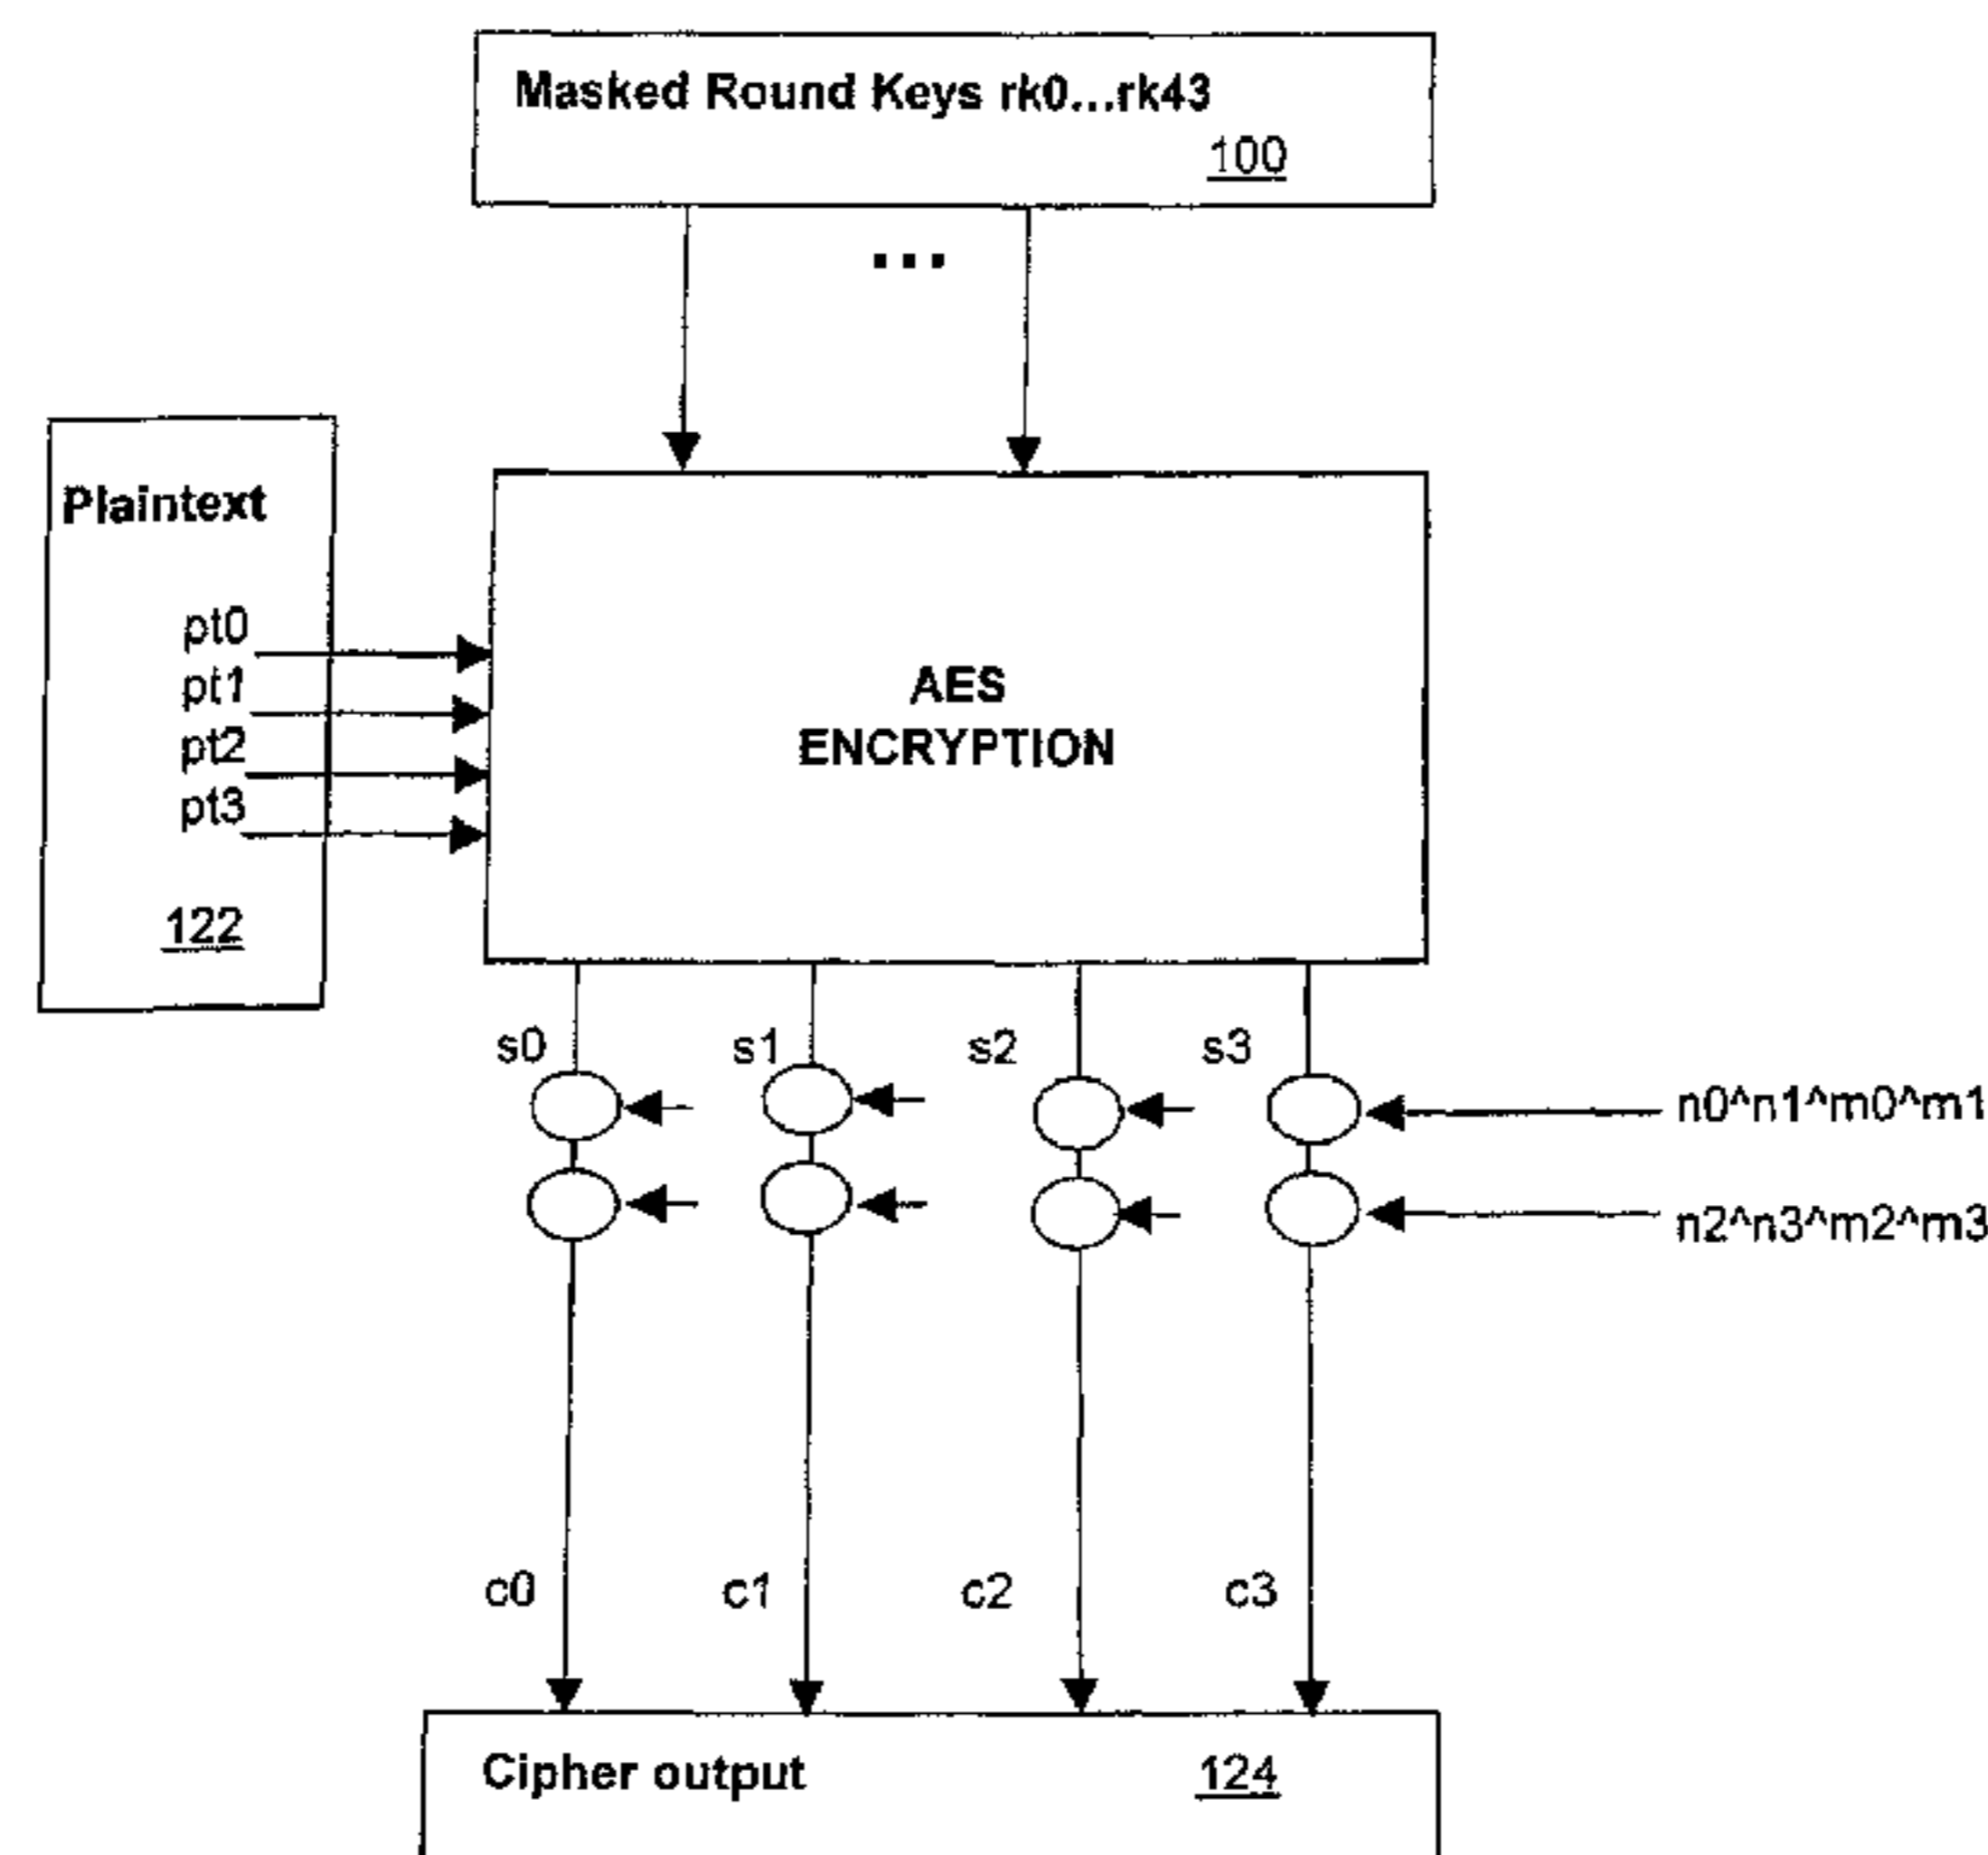 Masked Round Keys rk0...rk43
100
...
Plaintext
pt0
pt1
pt2
pt3
122
AES
ENCRYPTION
s0 s1 s2 s3
n0^n1^m0^m1
n2^n3^m2^m3
c0 c1 c2 c3
Cipher output 124